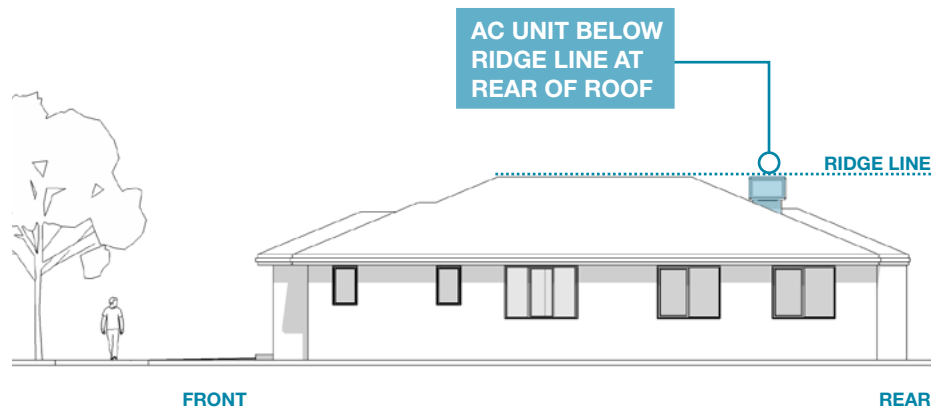 AC UNIT BELOW
RIDGE LINE AT
REAR OF ROOF
RIDGE LINE
FRONT
REAR